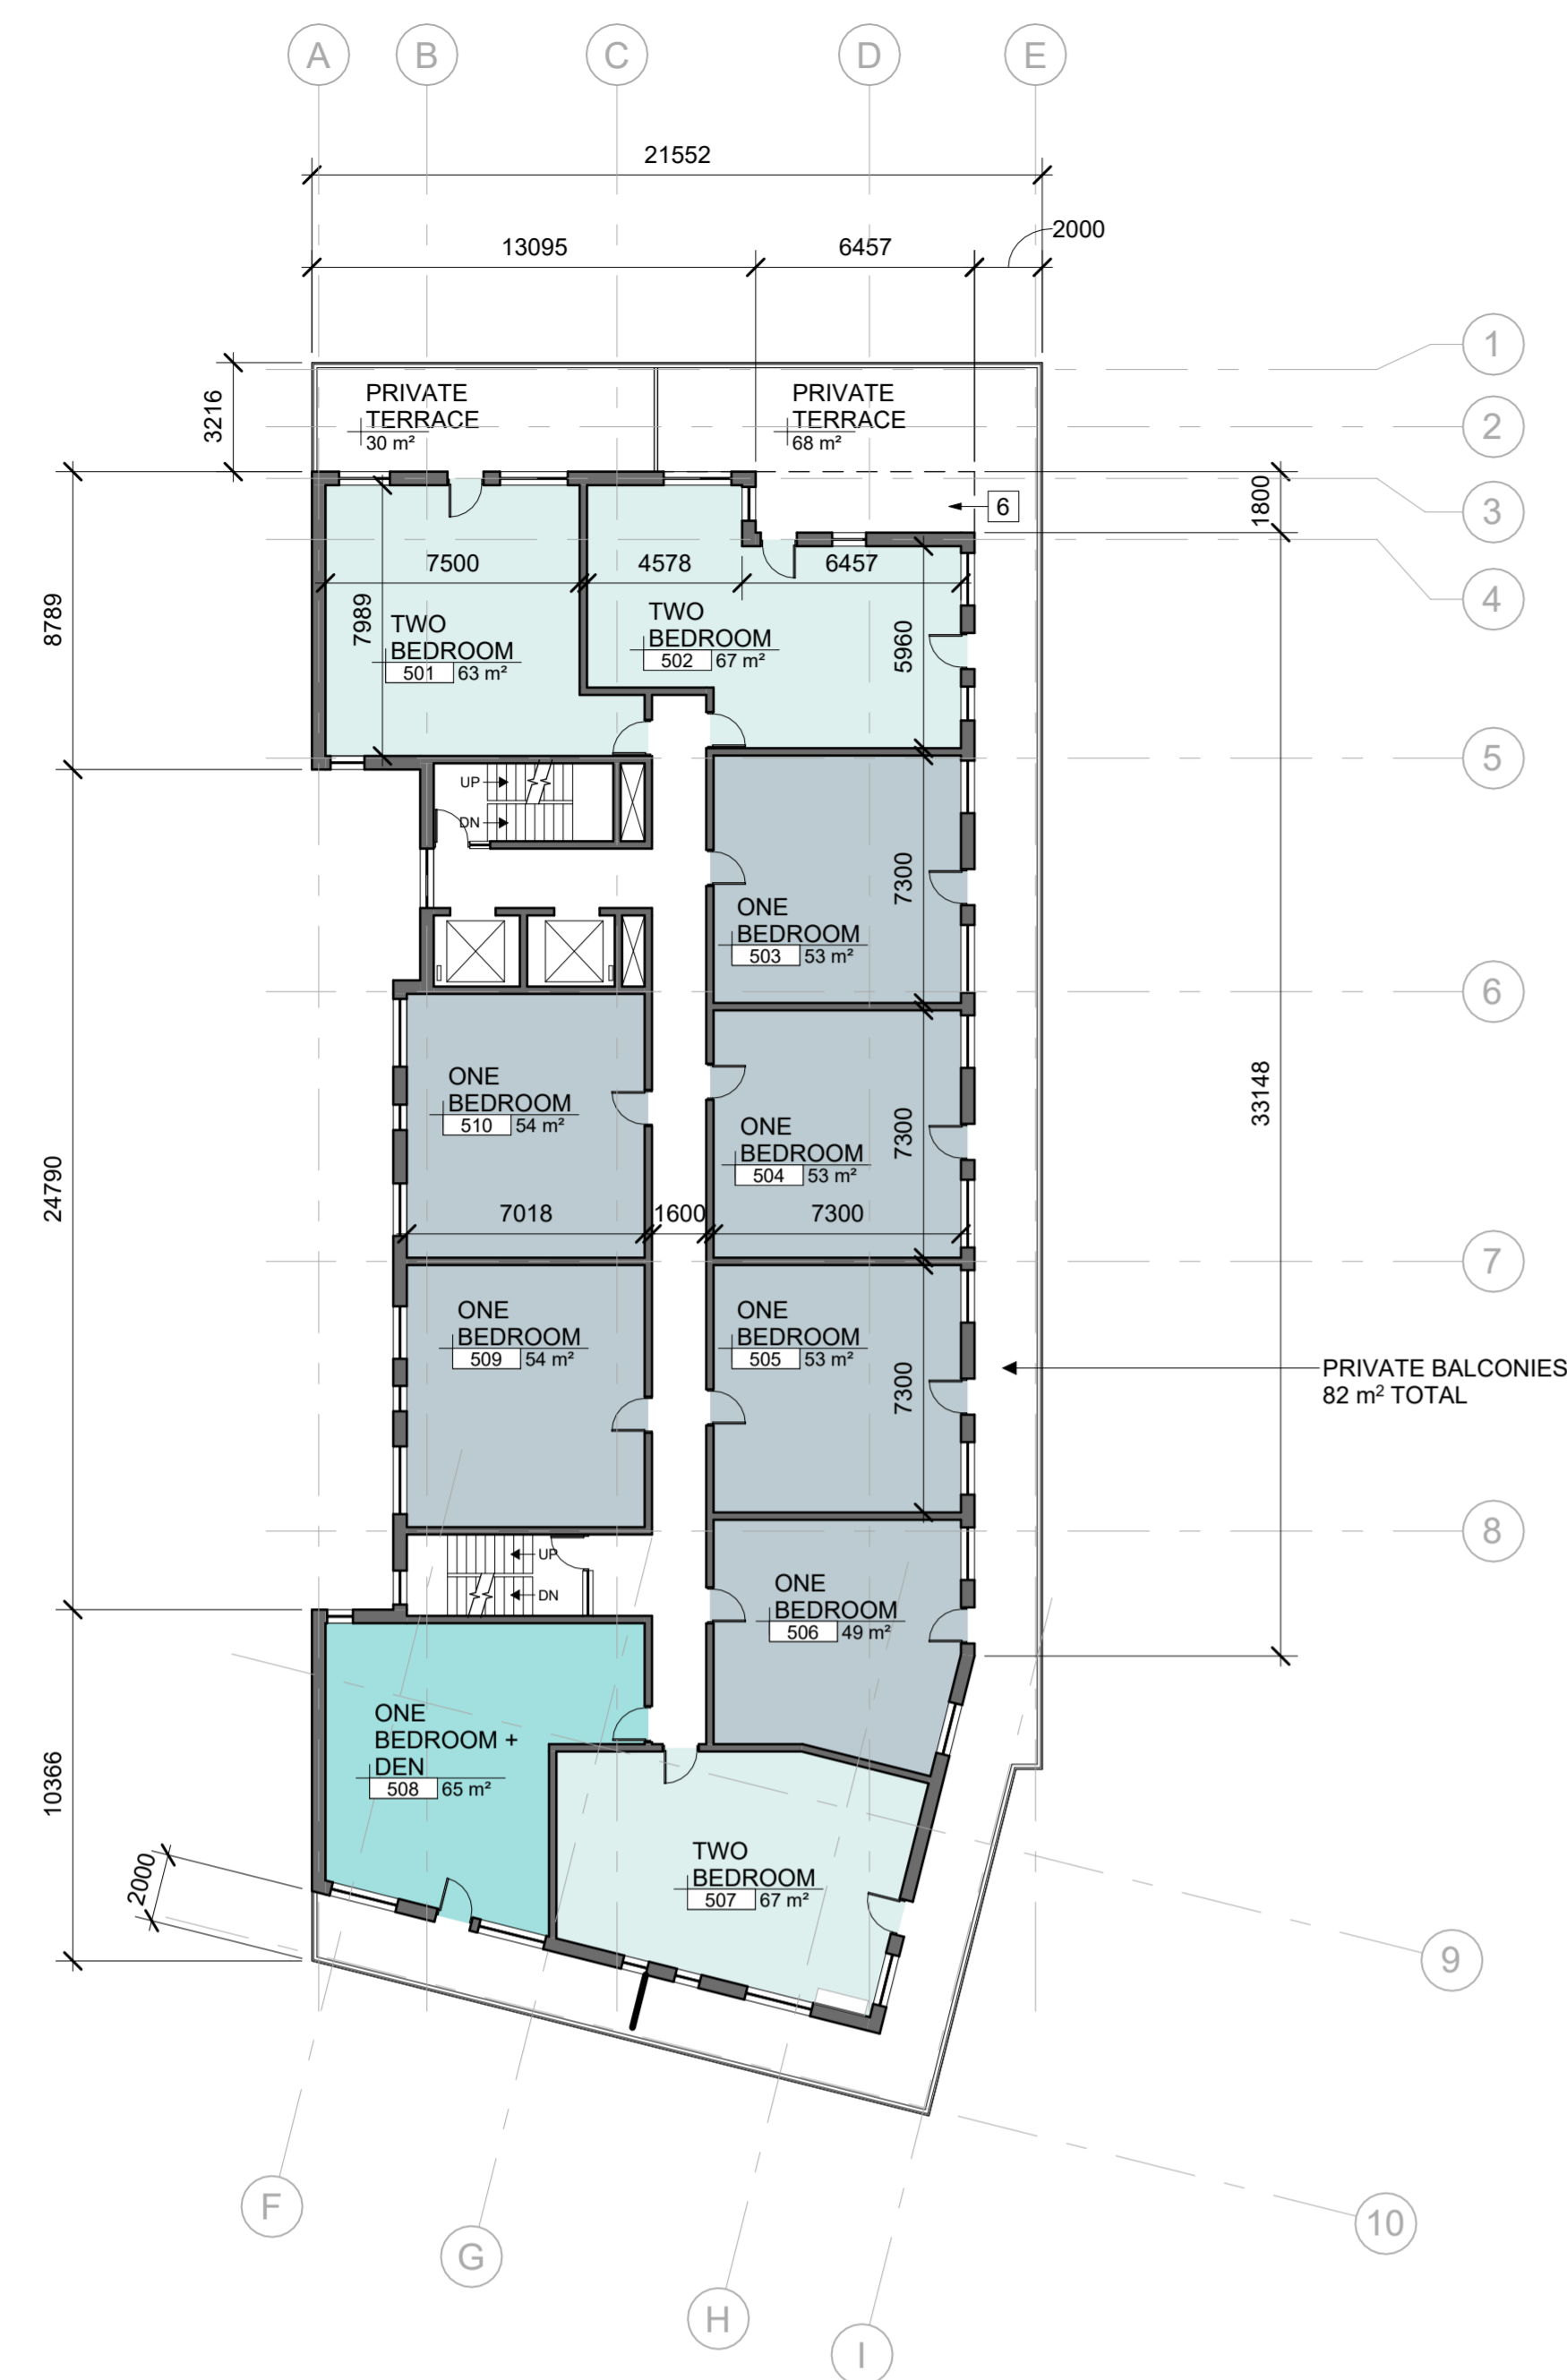 A
B
C
D
E
21552
13095
6457
2000
1
2
3
4
5
6
7
8
9
10
3216
8789
24790
10366
2000
1800
33148
PRIVATE
TERRACE
30 m²
PRIVATE
TERRACE
68 m²
6
7500
4578
6457
7989
5960
TWO
BEDROOM
501 63 m²
TWO
BEDROOM
502 67 m²
UP
DN
7300
ONE
BEDROOM
503 53 m²
ONE
BEDROOM
510 54 m²
7300
ONE
BEDROOM
504 53 m²
7018
1600
7300
ONE
BEDROOM
509 54 m²
ONE
BEDROOM
505 53 m²
7300
PRIVATE BALCONIES
82 m² TOTAL
UP
DN
ONE
BEDROOM
506 49 m²
ONE
BEDROOM +
DEN
508 65 m²
TWO
BEDROOM
507 67 m²
F
G
H
I